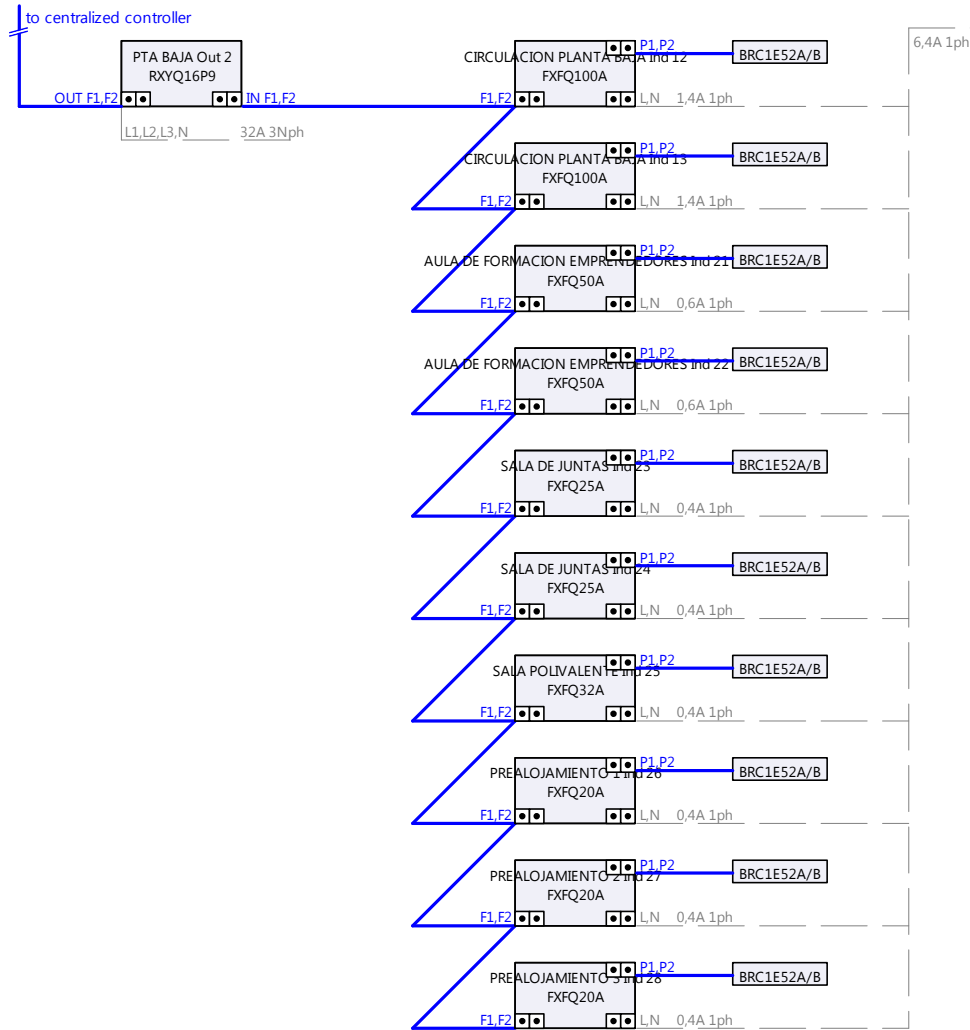 to centralized controller
PTA BAJA Out 2
RXYQ16P9
OUT F1,F2
IN F1,F2
L1,L2,L3,N 32A 3Nph
6,4A 1ph
CIRCULACION PLANTA BAJA Ind 12
FXFQ100A
P1,P2
BRC1E52A/B
F1,F2
L,N 1,4A 1ph
CIRCULACION PLANTA BAJA Ind 13
FXFQ100A
P1,P2
BRC1E52A/B
F1,F2
L,N 1,4A 1ph
AULA DE FORMACION EMPRENDEDORES Ind 21
FXFQ50A
P1,P2
BRC1E52A/B
F1,F2
L,N 0,6A 1ph
AULA DE FORMACION EMPRENDEDORES Ind 22
FXFQ50A
P1,P2
BRC1E52A/B
F1,F2
L,N 0,6A 1ph
SALA DE JUNTAS Ind 23
FXFQ25A
P1,P2
BRC1E52A/B
F1,F2
L,N 0,4A 1ph
SALA DE JUNTAS Ind 24
FXFQ25A
P1,P2
BRC1E52A/B
F1,F2
L,N 0,4A 1ph
SALA POLIVALENTE Ind 25
FXFQ32A
P1,P2
BRC1E52A/B
F1,F2
L,N 0,4A 1ph
PREALOJAMIENTO 1 Ind 26
FXFQ20A
P1,P2
BRC1E52A/B
F1,F2
L,N 0,4A 1ph
PREALOJAMIENTO 2 Ind 27
FXFQ20A
P1,P2
BRC1E52A/B
F1,F2
L,N 0,4A 1ph
PREALOJAMIENTO 3 Ind 28
FXFQ20A
P1,P2
BRC1E52A/B
F1,F2
L,N 0,4A 1ph